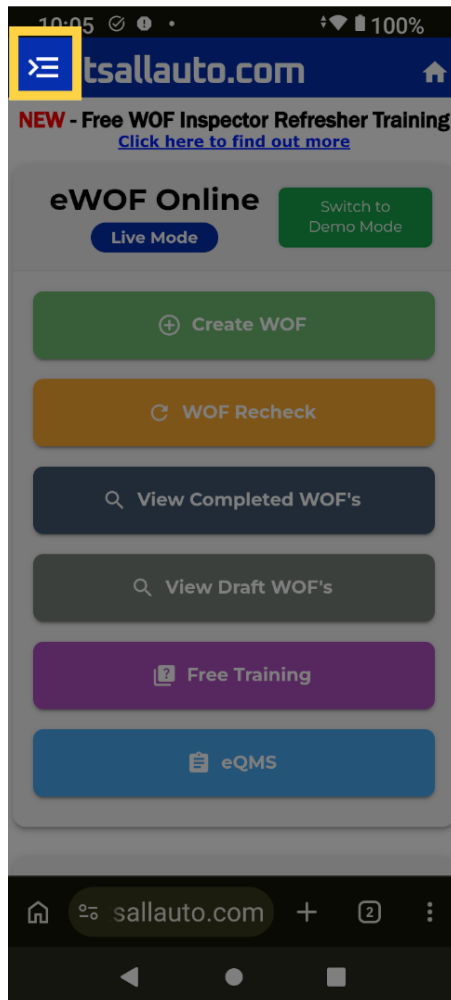 10:05 100%
tsallauto.com
NEW - Free WOF Inspector Refresher Training
Click here to find out more
eWOF Online
Live Mode
Switch to
Demo Mode
Create WOF
WOF Recheck
View Completed WOF's
View Draft WOF's
Free Training
eQMS
sallauto.com
2